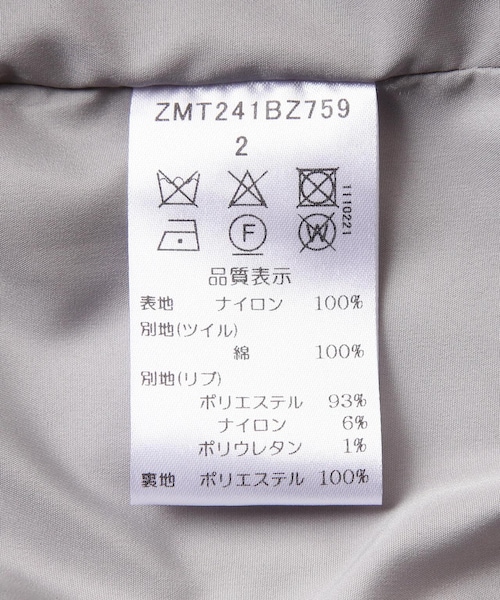 ZMT241BZ759
2
1110221
F
W
品質表示
表地 ナイロン 100%
別地(ツイル)
綿 100%
別地(リブ)
ポリエステル 93%
ナイロン 6%
ポリウレタン 1%
裏地 ポリエステル 100%